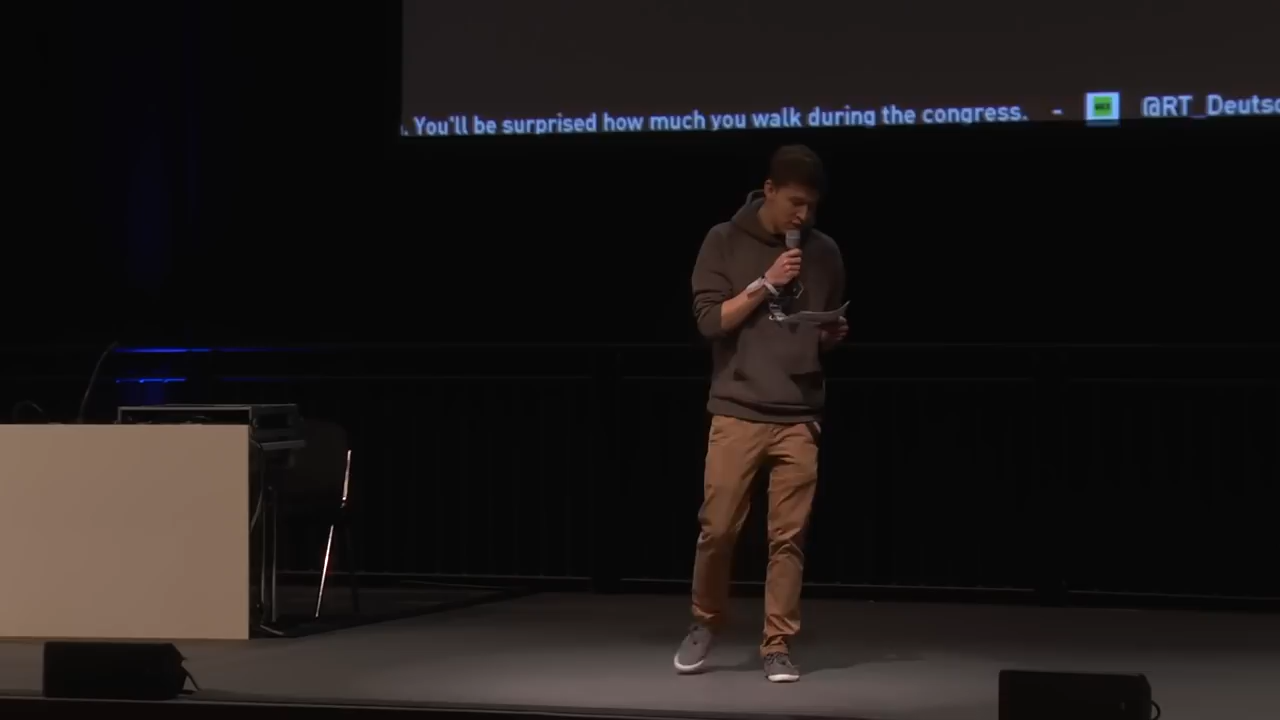 . You'll be surprised how much you walk during the congress. - @RT_Deutsc